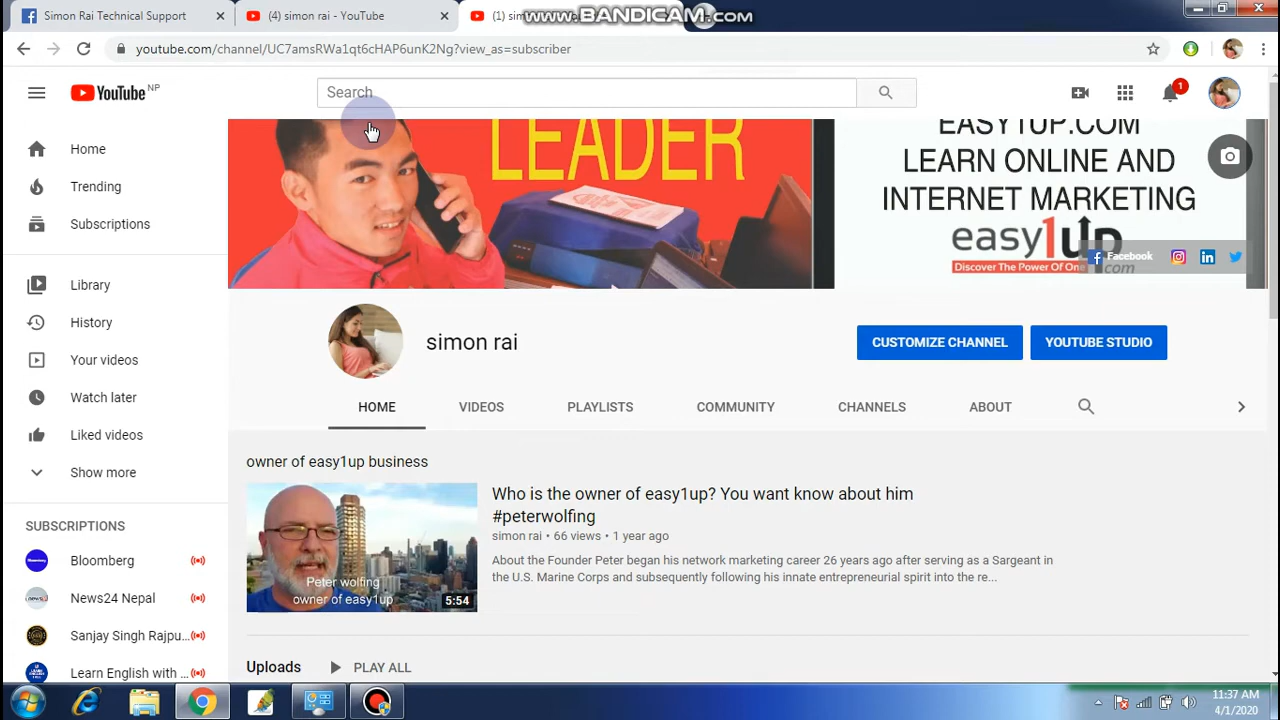 Simon Rai Technical Support
(4) simon rai - YouTube
www.BANDICAM.com
youtube.com/channel/UC7amsRWa1qt6cHAP6unK2Ng?view_as=subscriber
YouTube NP
Search
1
Home
Trending
Subscriptions
Library
History
Your videos
Watch later
Liked videos
Show more
SUBSCRIPTIONS
Bloomberg
News24 Nepal
Sanjay Singh Rajpu...
Learn English with ...
LEADER
EASY1UP.COM
LEARN ONLINE AND
INTERNET MARKETING
easy1Up
Discover The Power Of One
.com
Facebook
simon rai
CUSTOMIZE CHANNEL
YOUTUBE STUDIO
HOME
VIDEOS
PLAYLISTS
COMMUNITY
CHANNELS
ABOUT
owner of easy1up business
Peter wolfing
owner of easy1up
5:54
Who is the owner of easy1up? You want know about him
#peterwolfing
simon rai • 66 views • 1 year ago
About the Founder Peter began his network marketing career 26 years ago after serving as a Sargeant in
the U.S. Marine Corps and subsequently following his innate entrepreneurial spirit into the re...
Uploads
PLAY ALL
11:37 AM
4/1/2020